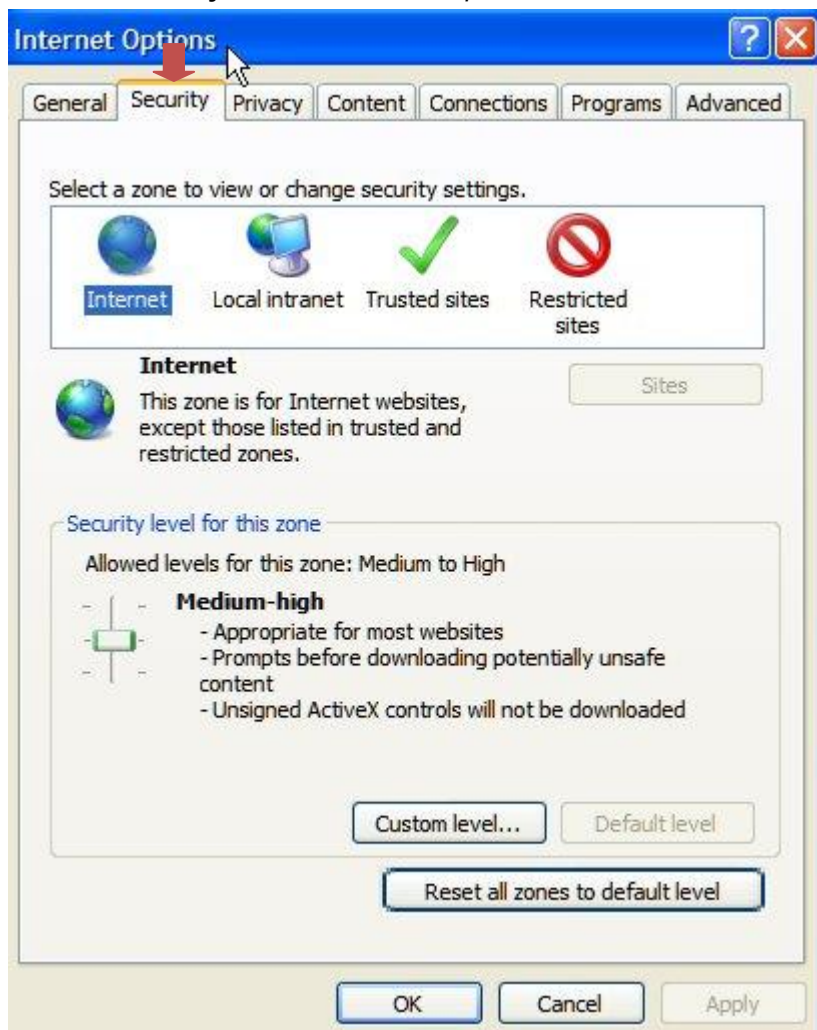 Internet Options
General Security Privacy Content Connections Programs Advanced
Select a zone to view or change security settings.
Internet Local intranet Trusted sites Restricted
sites
Internet
Sites
This zone is for Internet websites,
except those listed in trusted and
restricted zones.
Security level for this zone
Allowed levels for this zone: Medium to High
Medium-high
- Appropriate for most websites
- Prompts before downloading potentially unsafe
content
- Unsigned ActiveX controls will not be downloaded
Custom level... Default level
Reset all zones to default level
OK Cancel Apply